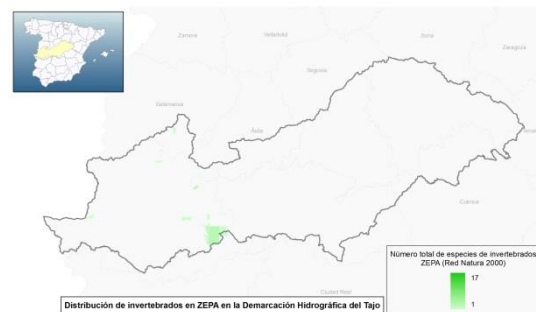 Zamora
Valladolid
Soria
Zaragoza
Segovia
Salamanca
Ávila
Teruel
Cuenca
Ciudad Real
Número total de especies de invertebrados
ZEPA (Red Natura 2000)
17
1
Distribución de invertebrados en ZEPA en la Demarcación Hidrográfica del Tajo